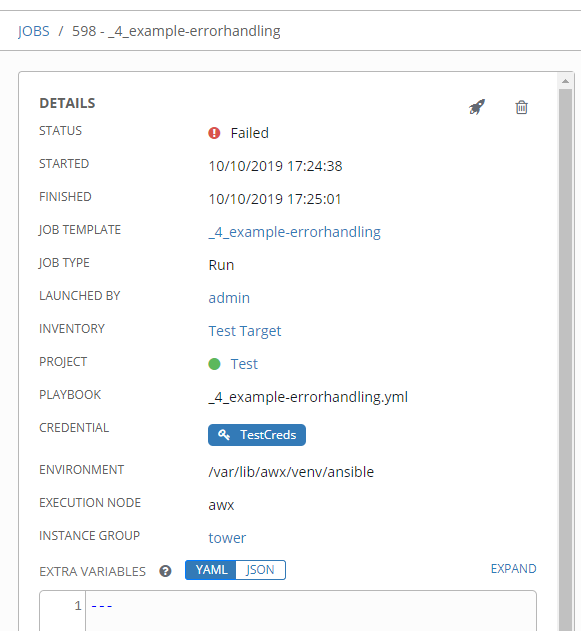 JOBS / 598 - _4_example-errorhandling
DETAILS
STATUS Failed
STARTED 10/10/2019 17:24:38
FINISHED 10/10/2019 17:25:01
JOB TEMPLATE _4_example-errorhandling
JOB TYPE Run
LAUNCHED BY admin
INVENTORY Test Target
PROJECT Test
PLAYBOOK _4_example-errorhandling.yml
CREDENTIAL TestCreds
ENVIRONMENT /var/lib/awx/venv/ansible
EXECUTION NODE awx
INSTANCE GROUP tower
EXTRA VARIABLES ? YAML JSON EXPAND
1 ---